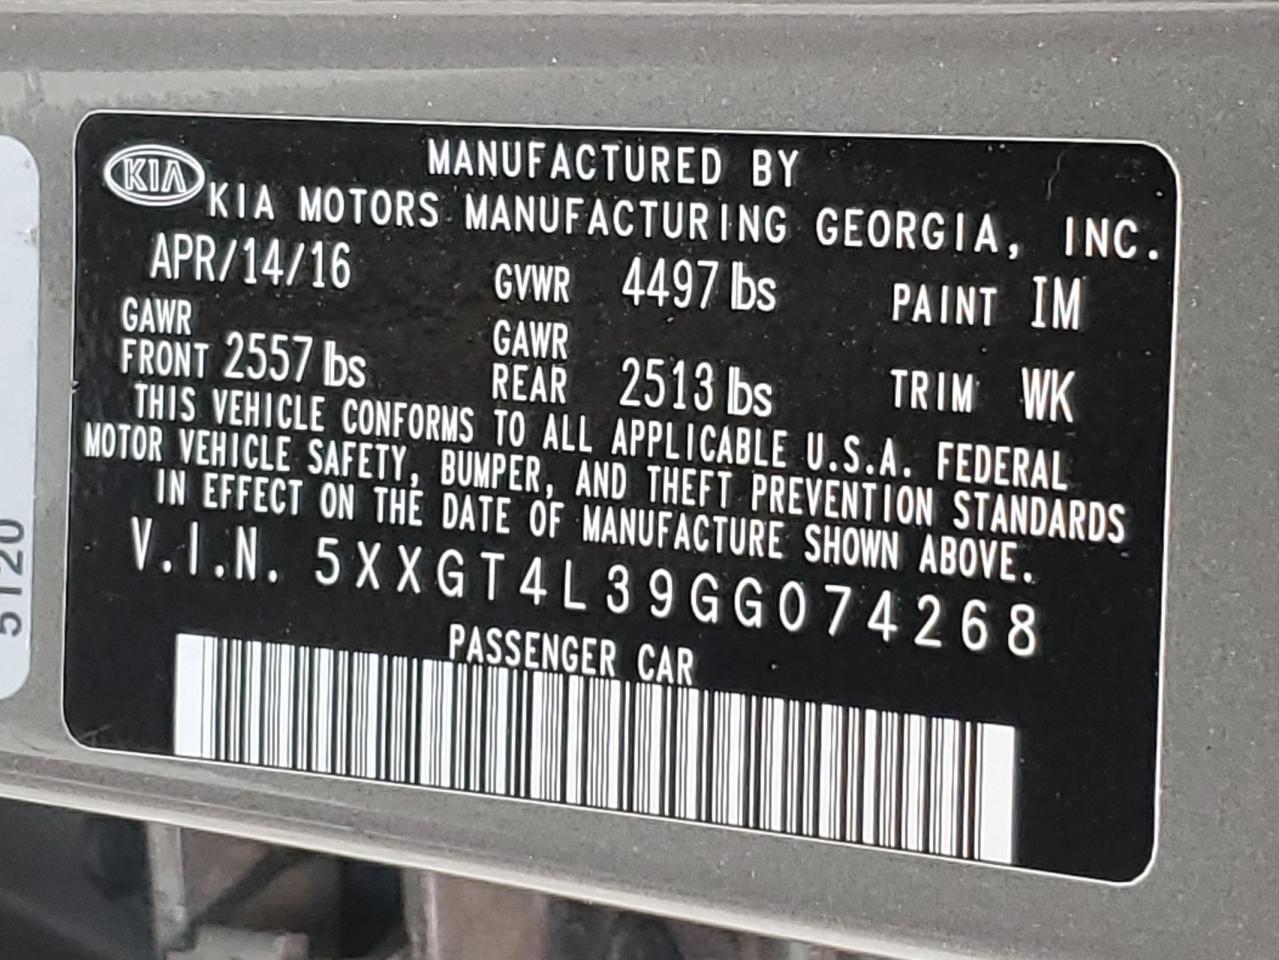 KIA
MANUFACTURED BY
KIA MOTORS MANUFACTURING GEORGIA, INC.
APR/14/16 GVWR 4497 lbs PAINT IM
GAWR FRONT 2557 lbs GAWR REAR 2513 lbs TRIM WK
THIS VEHICLE CONFORMS TO ALL APPLICABLE U.S.A. FEDERAL
MOTOR VEHICLE SAFETY, BUMPER, AND THEFT PREVENTION STANDARDS
IN EFFECT ON THE DATE OF MANUFACTURE SHOWN ABOVE.
V.I.N. 5XXGT4L39GG074268
PASSENGER CAR
5120